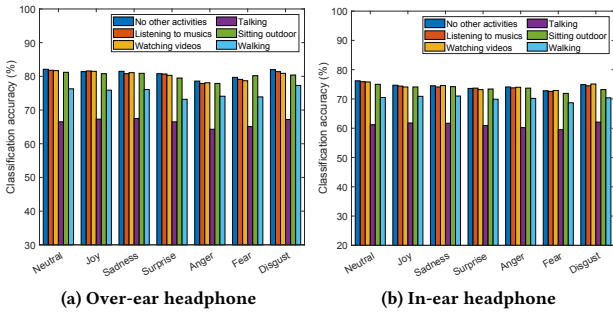 No other activities
Listening to musics
Watching videos
Talking
Sitting outdoor
Walking
Classification accuracy (%)
100
90
80
70
60
50
40
30
Neutral
Joy
Sadness
Surprise
Anger
Fear
Disgust
(a) Over-ear headphone
No other activities
Listening to musics
Watching videos
Talking
Sitting outdoor
Walking
Classification accuracy (%)
100
90
80
70
60
50
40
30
20
Neutral
Joy
Sadness
Surprise
Anger
Fear
Disgust
(b) In-ear headphone